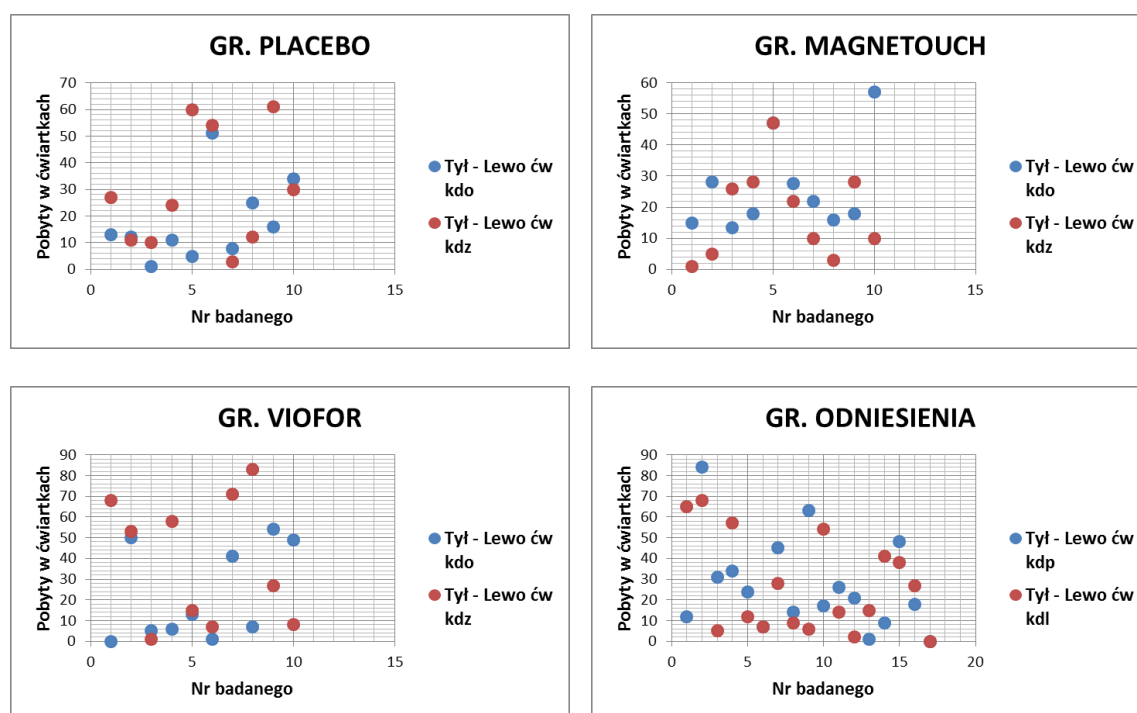 GR. PLACEBO
Pobyty w ćwiartkach
70
60
50
40
30
20
10
0
0 5 10 15
Nr badanego
Tył - Lewo ćw
kdo
Tył - Lewo ćw
kdz
GR. MAGNETOUCH
Pobyty w ćwiartkach
60
50
40
30
20
10
0
0 5 10 15
Nr badanego
Tył - Lewo ćw
kdo
Tył - Lewo ćw
kdz
GR. VIOFOR
Pobyty w ćwiartkach
90
80
70
60
50
40
30
20
10
0
0 5 10 15
Nr badanego
Tył - Lewo ćw
kdo
Tył - Lewo ćw
kdz
GR. ODNIESIENIA
Pobyty w ćwiartkach
90
80
70
60
50
40
30
20
10
0
0 5 10 15 20
Nr badanego
Tył - Lewo ćw
kdp
Tył - Lewo ćw
kdl